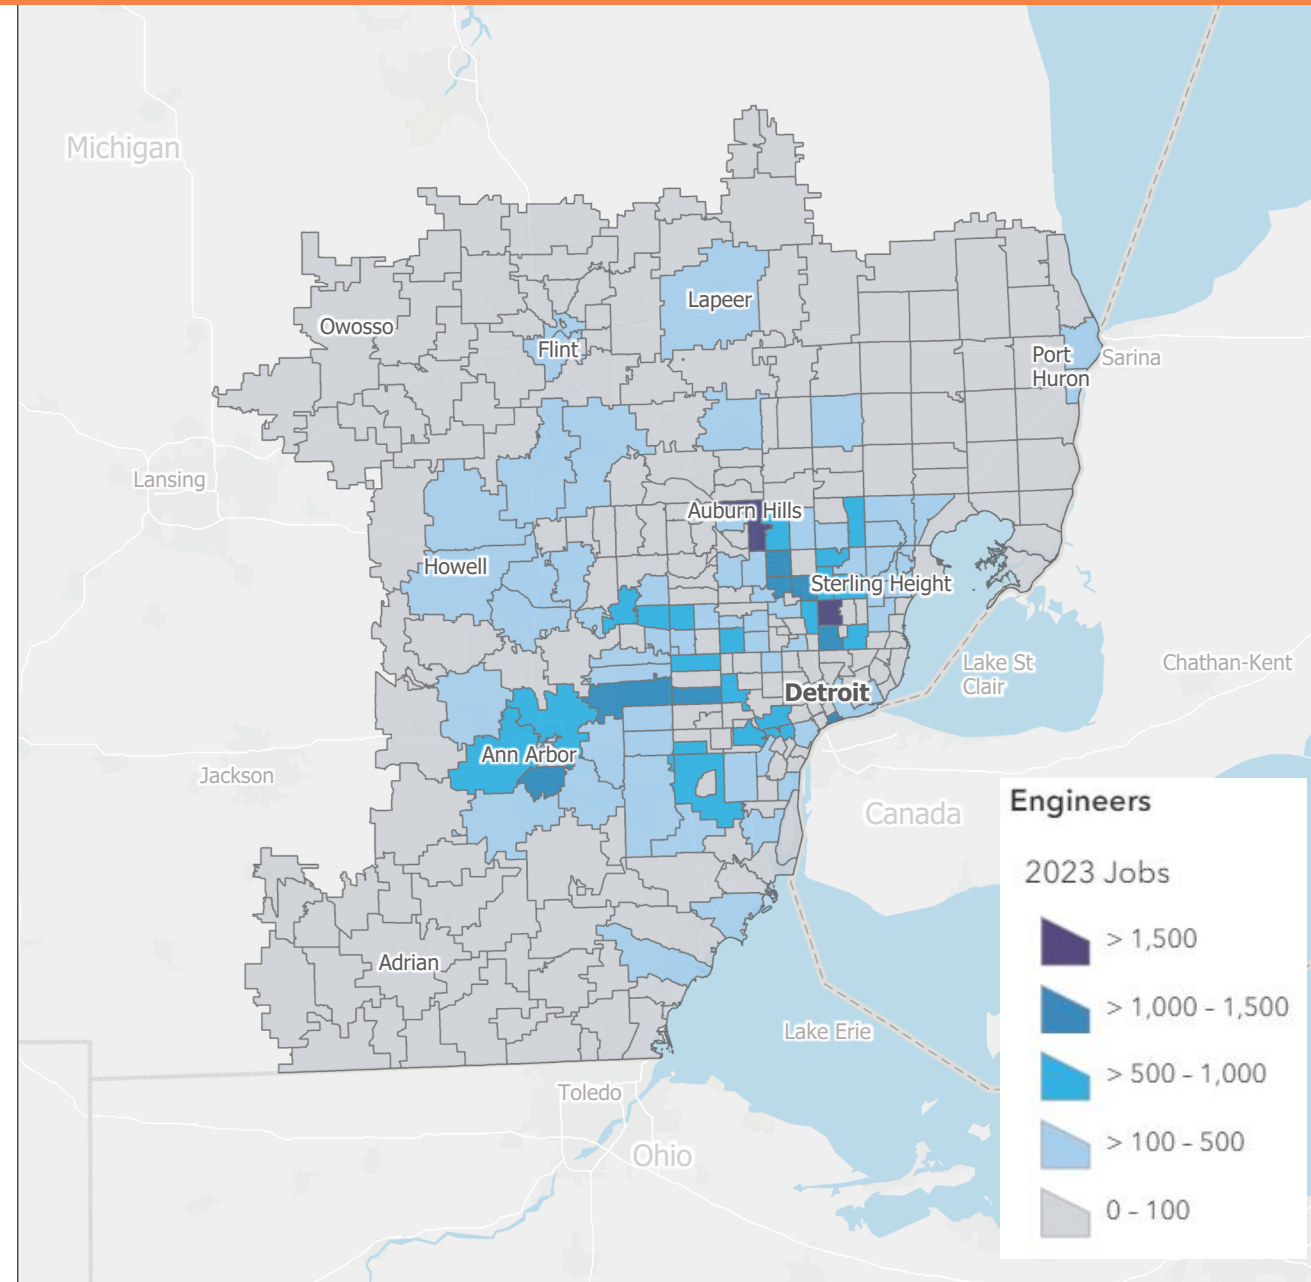 Michigan
Lapeer
Owosso
Flint
Port
Huron
Sarina
Lansing
Auburn Hills
Howell
Sterling Height
Lake St
Clair
Chathan-Kent
Detroit
Ann Arbor
Jackson
Canada
Adrian
Lake Erie
Toledo
Ohio
Engineers
2023 Jobs
> 1,500
> 1,000 - 1,500
> 500 - 1,000
> 100 - 500
0 - 100